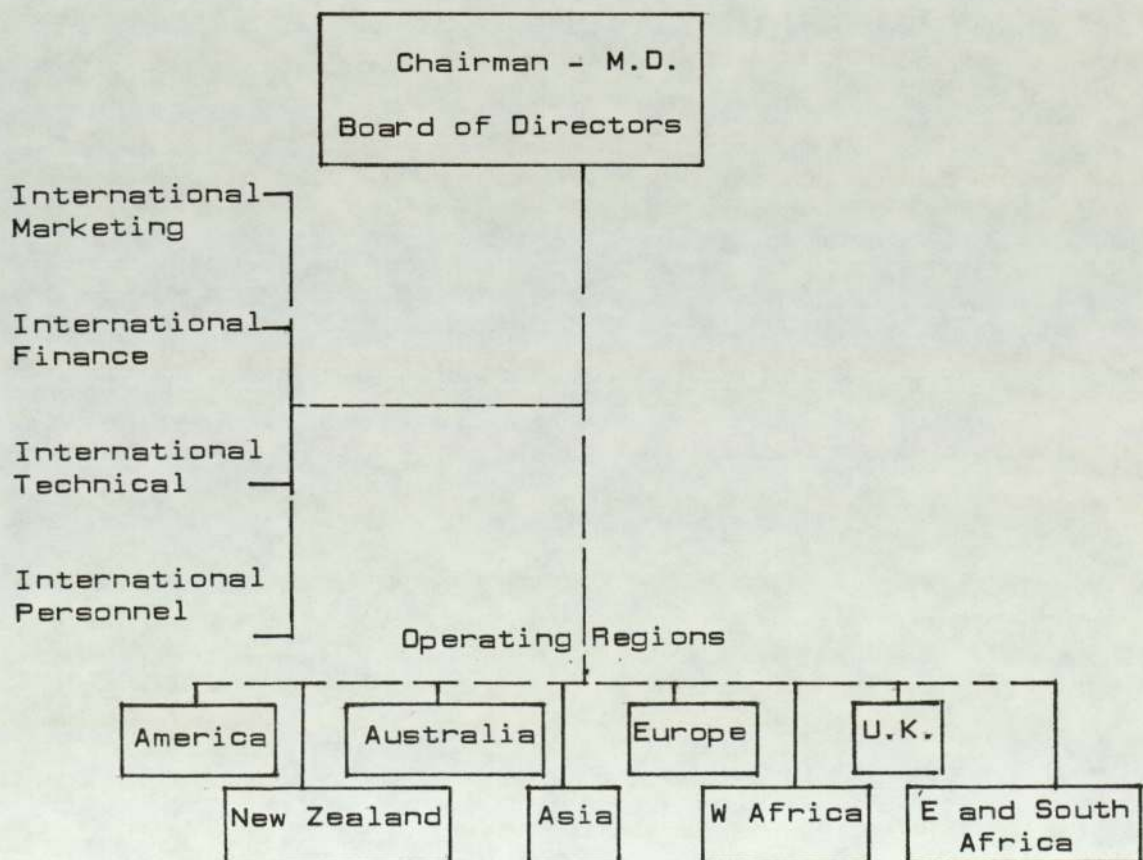 Chairman - M.D.
Board of Directors
International
Marketing
International
Finance
International
Technical
International
Personnel
Operating Regions
America
Australia
Europe
U.K.
New Zealand
Asia
W Africa
E and South
Africa